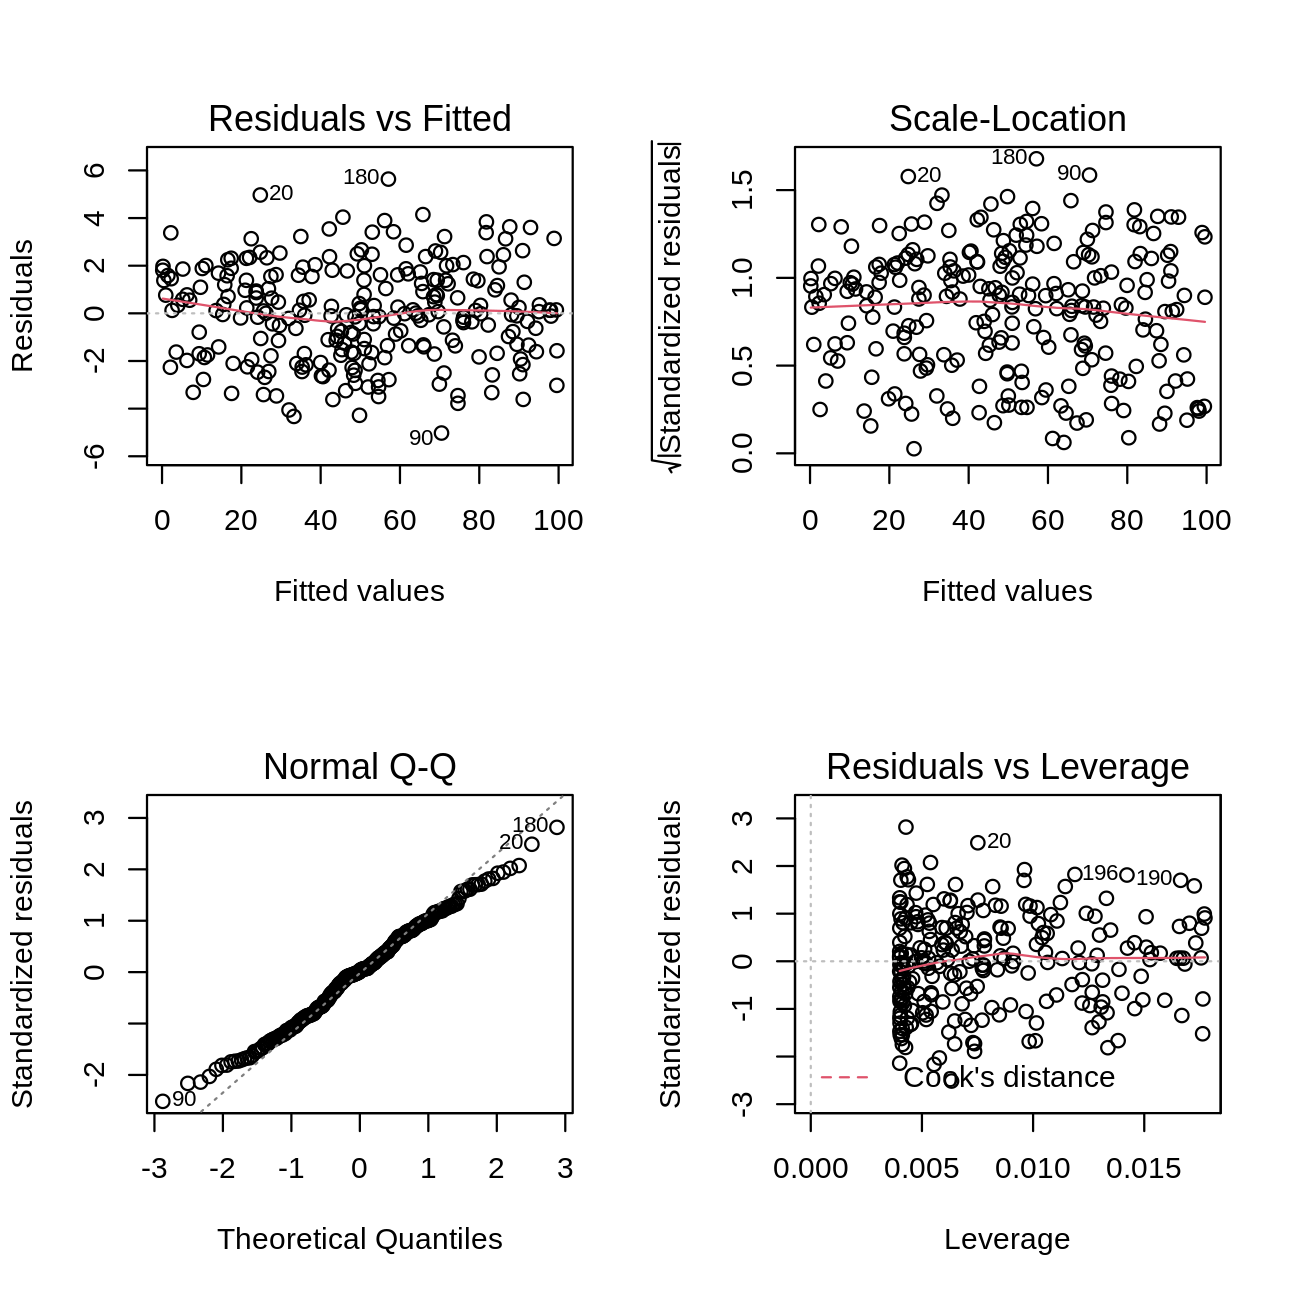 Residuals vs Fitted
Residuals
6
4
2
0
-2
-6
20
180
90
0 20 40 60 80 100
Fitted values
Scale-Location
√|Standardized residuals|
1.5
1.0
0.5
0.0
20
180
90
0 20 40 60 80 100
Fitted values
Normal Q-Q
Standardized residuals
3
2
1
0
-2
180
20
90
-3 -2 -1 0 1 2 3
Theoretical Quantiles
Residuals vs Leverage
Standardized residuals
3
2
1
0
-1
-3
20
196
190
Cook's distance
0.000 0.005 0.010 0.015
Leverage